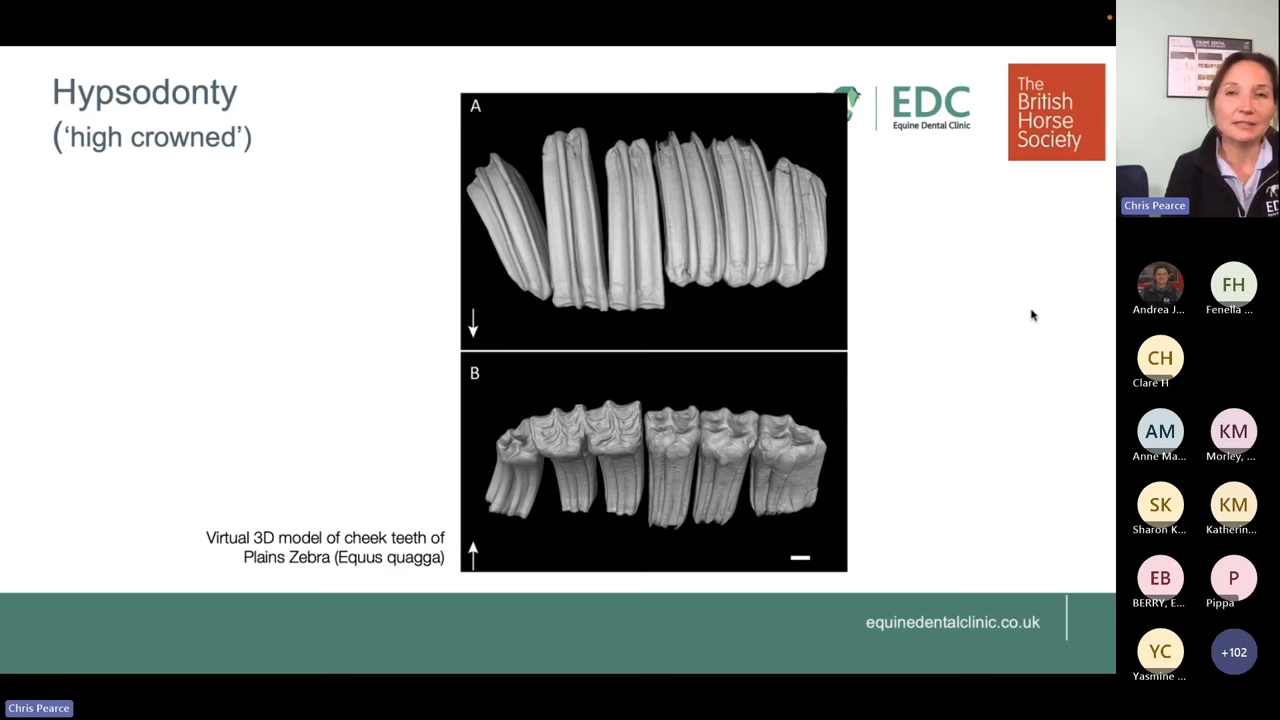 Hypsodonty
('high crowned')
A
EDC
Equine Dental Clinic
The
British
Horse
Society
B
Virtual 3D model of cheek teeth of
Plains Zebra (Equus quagga)
equinedentalclinic.co.uk
Chris Pearce
Andrea J...
FH
Fenella ...
CH
Clare H
AM
Anne Ma...
KM
Morley, ...
SK
Sharon K...
KM
Katherin...
EB
BERRY, E...
P
Pippa
YC
Yasmine ...
+102
Chris Pearce